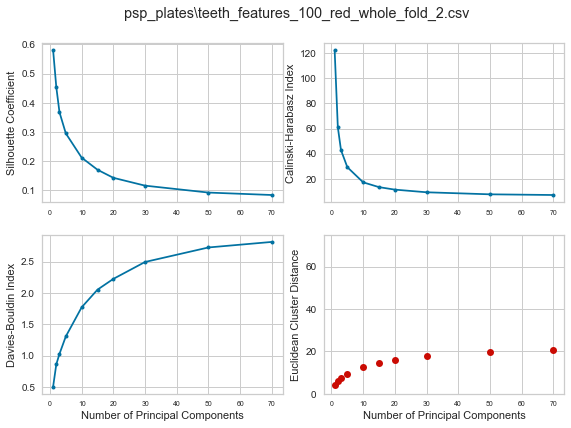 psp_plates\teeth_features_100_red_whole_fold_2.csv
Silhouette Coefficient
0.6
0.5
0.4
0.3
0.2
0.1
0 10 20 30 40 50 60 70
Calinski-Harabasz Index
120
100
80
60
40
20
0 10 20 30 40 50 60 70
Davies-Bouldin Index
2.5
2.0
1.5
1.0
0.5
0 10 20 30 40 50 60 70
Number of Principal Components
Euclidean Cluster Distance
60
40
20
0
0 10 20 30 40 50 60 70
Number of Principal Components